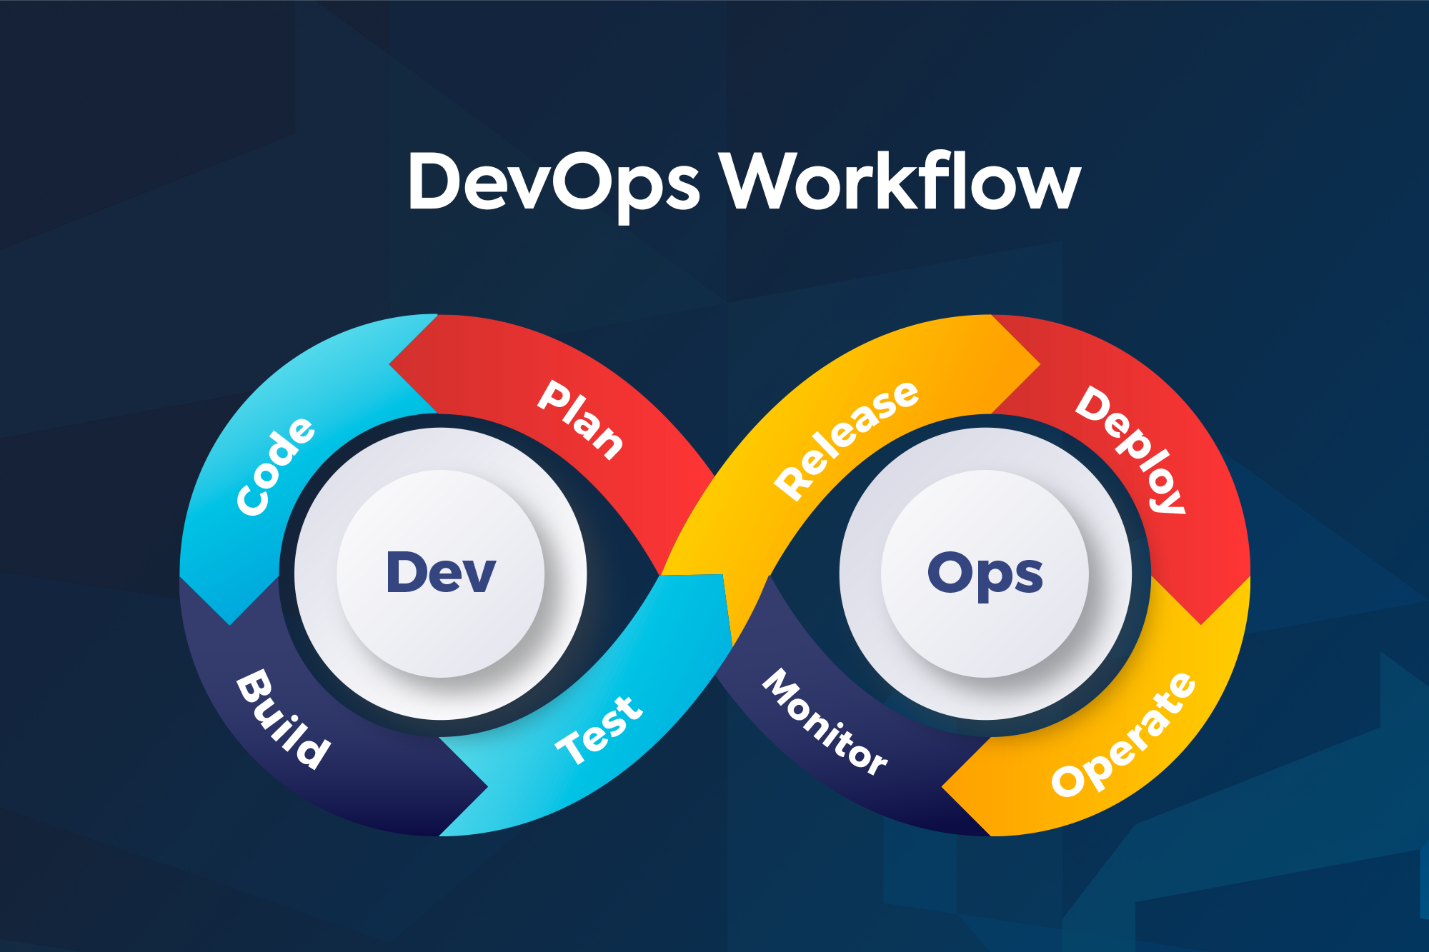 DevOps Workflow
Plan
Code
Build
Test
Release
Deploy
Operate
Monitor
Dev
Ops